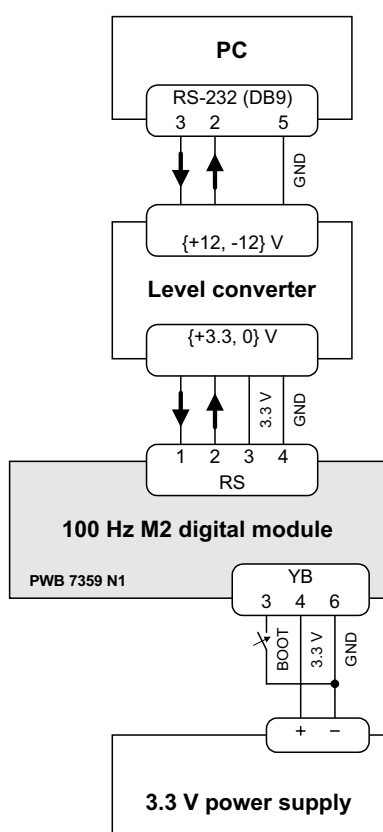 PC
RS-232 (DB9)
3 2 5
GND
{+12, -12} V
Level converter
{+3.3, 0} V
3.3 V
GND
1 2 3 4
RS
100 Hz M2 digital module
PWB 7359 N1
YB
3 4 6
BOOT
3.3 V
GND
+ −
3.3 V power supply